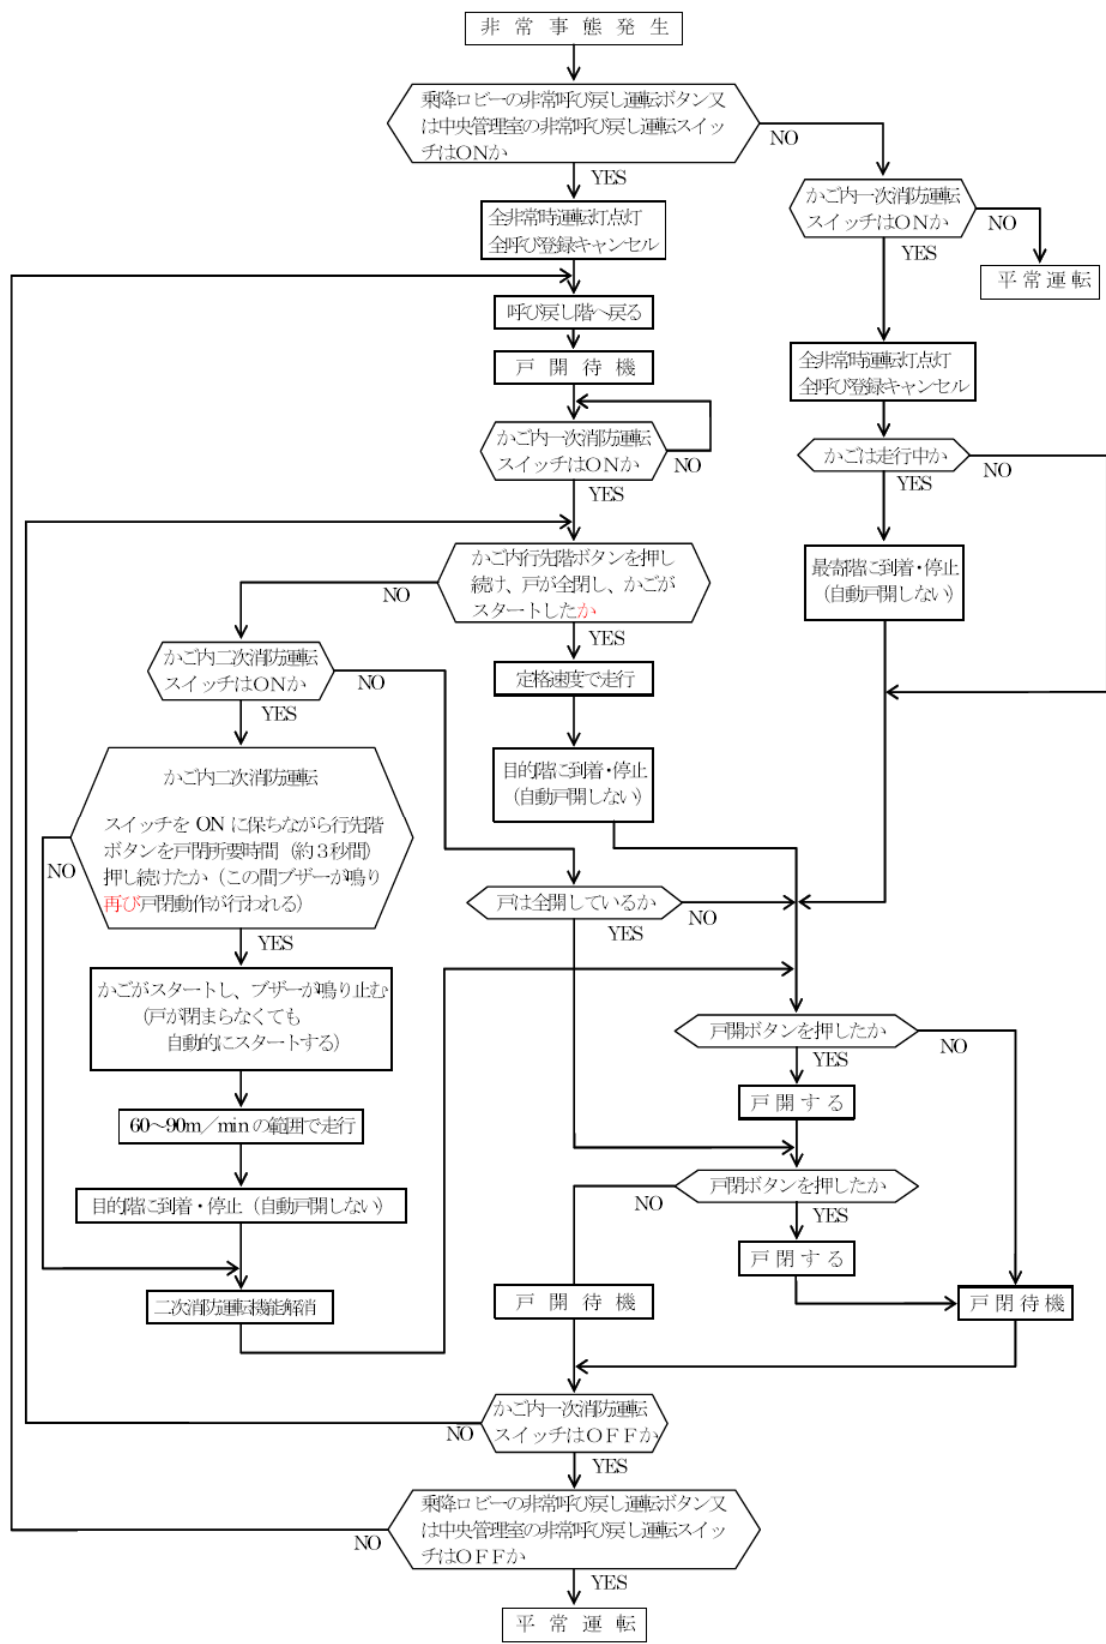 非常事態発生
乗降ロビーの非常呼び戻し運転ボタン又
は中央管理室の非常呼び戻し運転スイッ
チはONか
NO
YES
かご内一次消防運転
スイッチはONか
NO
YES
平常運転
全非常時運転灯点灯
全呼び登録キャンセル
呼び戻し階へ戻る
戸開待機
全非常時運転灯点灯
全呼び登録キャンセル
かご内一次消防運転
スイッチはONか
NO
YES
かごは走行中か
NO
YES
かご内行先階ボタンを押し
続け、戸が全閉し、かごが
スタートしたか
NO
YES
最寄階に到着・停止
(自動戸開しない)
かご内二次消防運転
スイッチはONか
NO
YES
定格速度で走行
目的階に到着・停止
(自動戸開しない)
かご内二次消防運転
スイッチを ON に保ちながら行先階
ボタンを戸閉所要時間（約３秒間）
押し続けたか（この間ブザーが鳴り
再び戸閉動作が行われる）
NO
YES
戸は全開しているか
NO
YES
かごがスタートし、ブザーが鳴り止む
(戸が閉まらなくても
自動的にスタートする)
戸開ボタンを押したか
NO
YES
戸開する
60～90m／min の範囲で走行
戸閉ボタンを押したか
NO
YES
目的階に到着・停止（自動戸開しない）
戸閉する
二次消防運転機能解消
戸開待機
戸閉待機
かご内一次消防運転
スイッチはOFFか
NO
YES
乗降ロビーの非常呼び戻し運転ボタン又
は中央管理室の非常呼び戻し運転スイッ
チはOFFか
NO
YES
平常運転